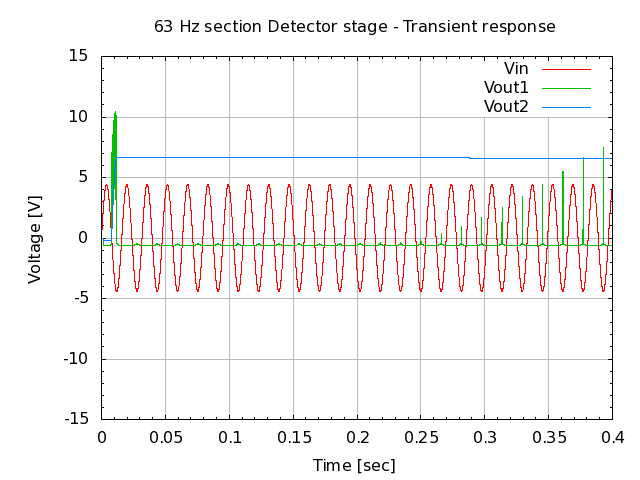 63 Hz section Detector stage - Transient response
Vin
Vout1
Vout2
15
10
5
0
-5
-10
-15
Voltage [V]
0 0.05 0.1 0.15 0.2 0.25 0.3 0.35 0.4
Time [sec]